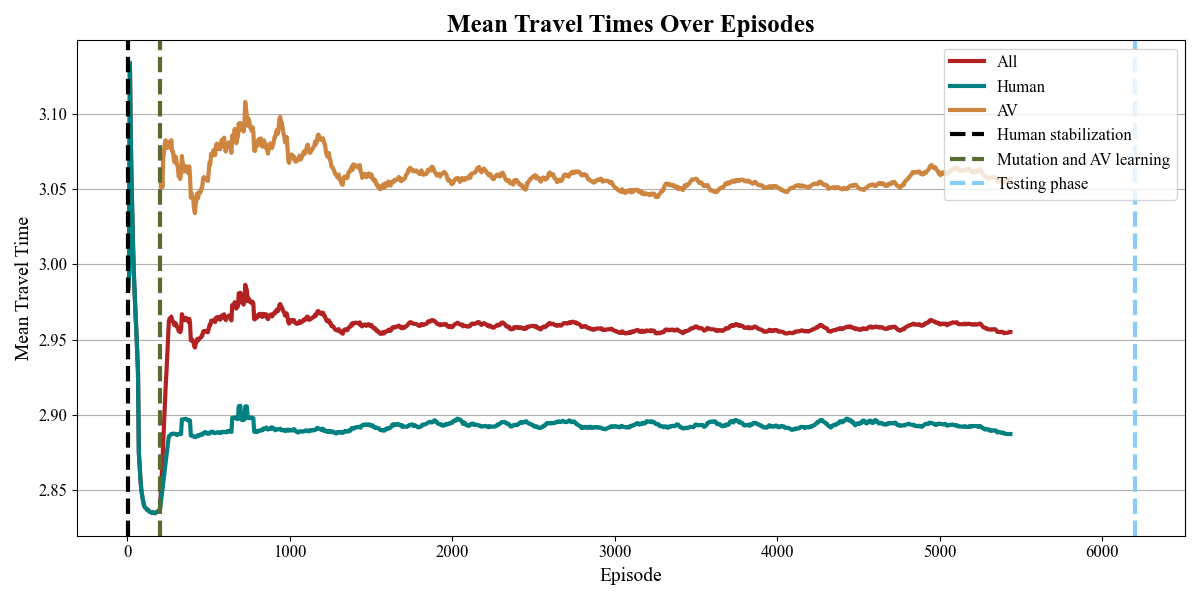 Mean Travel Times Over Episodes
All
Human
AV
Human stabilization
Mutation and AV learning
Testing phase
3.10
3.05
3.00
2.95
2.90
2.85
Mean Travel Time
0 1000 2000 3000 4000 5000 6000
Episode